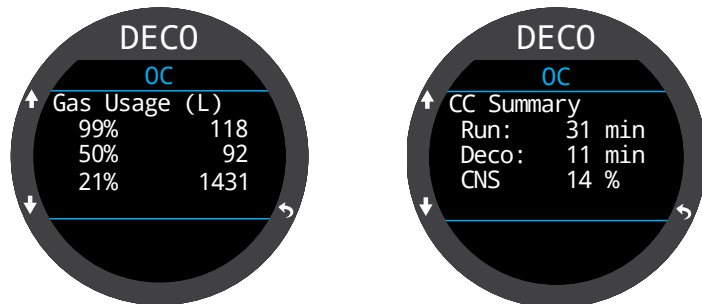 DECO
OC
Gas Usage (L)
99% 118
50% 92
21% 1431
DECO
OC
CC Summary
Run: 31 min
Deco: 11 min
CNS 14 %